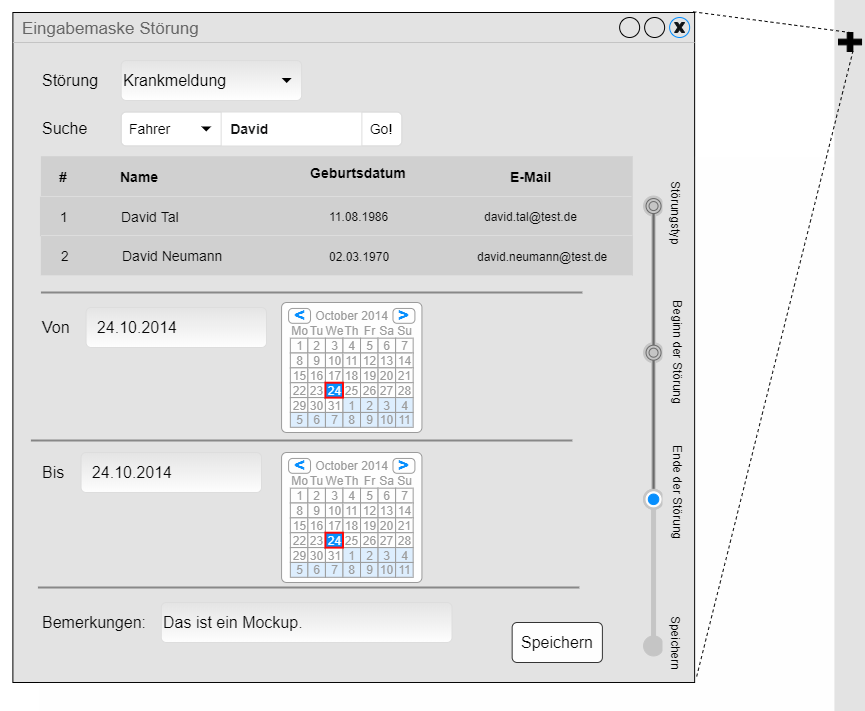 Eingabemaske Störung
X
Störung Krankmeldung
Suche Fahrer David Go!
# Name Geburtsdatum E-Mail
1 David Tal 11.08.1986 david.tal@test.de
2 David Neumann 02.03.1970 david.neumann@test.de
Von 24.10.2014
< October 2014 >
Mo Tu We Th Fr Sa Su
1 2 3 4 5 6 7
8 9 10 11 12 13 14
15 16 17 18 19 20 21
22 23 24 25 26 27 28
29 30 31 1 2 3 4
5 6 7 8 9 10 11
Bis 24.10.2014
< October 2014 >
Mo Tu We Th Fr Sa Su
1 2 3 4 5 6 7
8 9 10 11 12 13 14
15 16 17 18 19 20 21
22 23 24 25 26 27 28
29 30 31 1 2 3 4
5 6 7 8 9 10 11
Bemerkungen: Das ist ein Mockup.
Speichern
Störungstyp
Beginn der Störung
Ende der Störung
Speichern